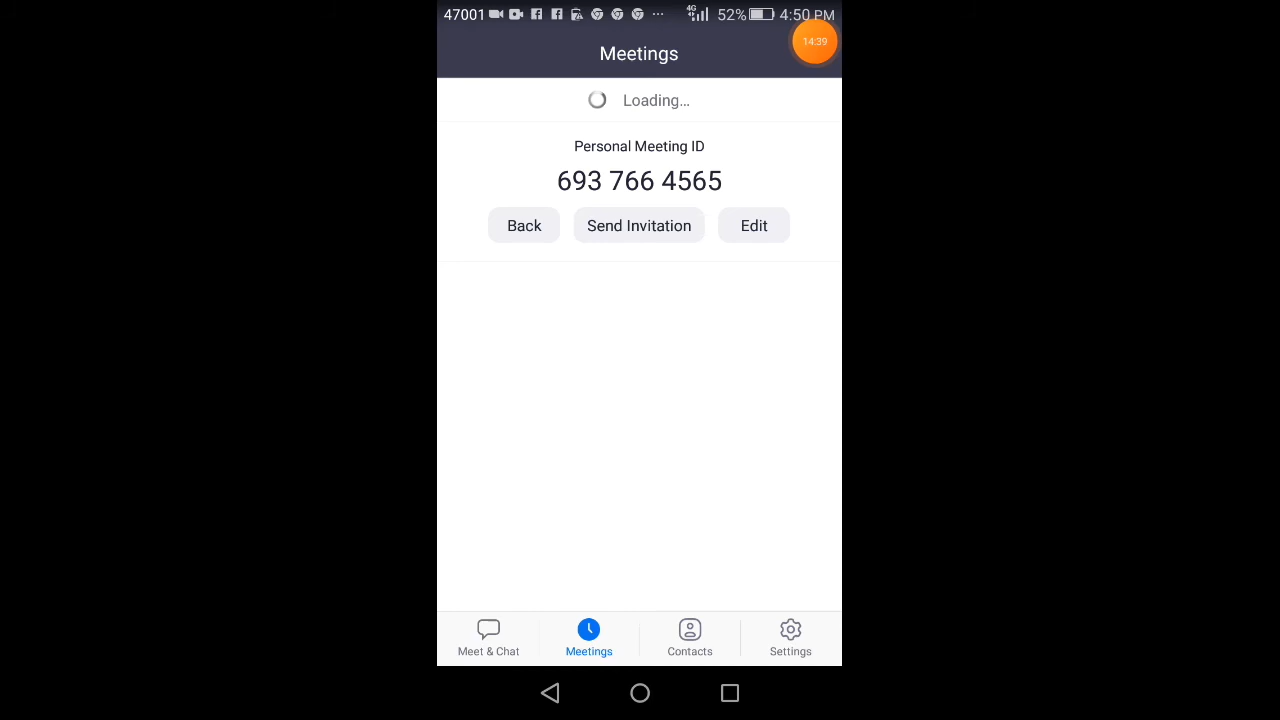 47001 ... 4G 52% 4:50 PM
Meetings
14:39
Loading...
Personal Meeting ID
693 766 4565
Back Send Invitation Edit
Meet & Chat Meetings Contacts Settings